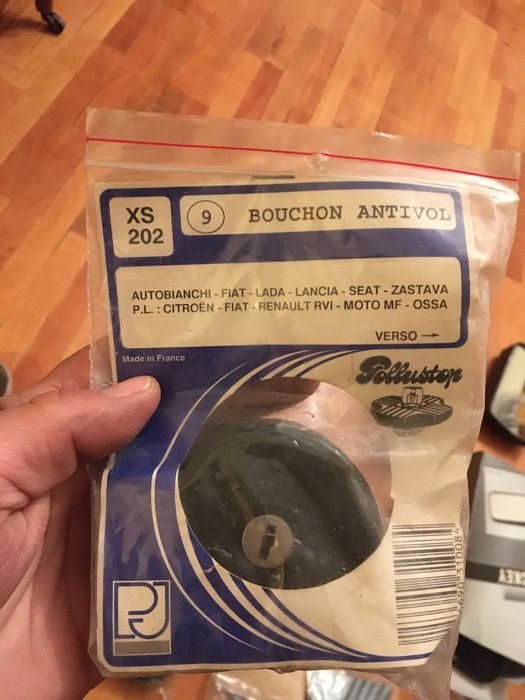 XS
202
9 BOUCHON ANTIVOL
AUTOBIANCHI - FIAT - LADA - LANCIA - SEAT - ZASTAVA
P.L. : CITROËN - FIAT - RENAULT RVI - MOTO MF - OSSA
VERSO →
Made in France
Pollustop
PJ